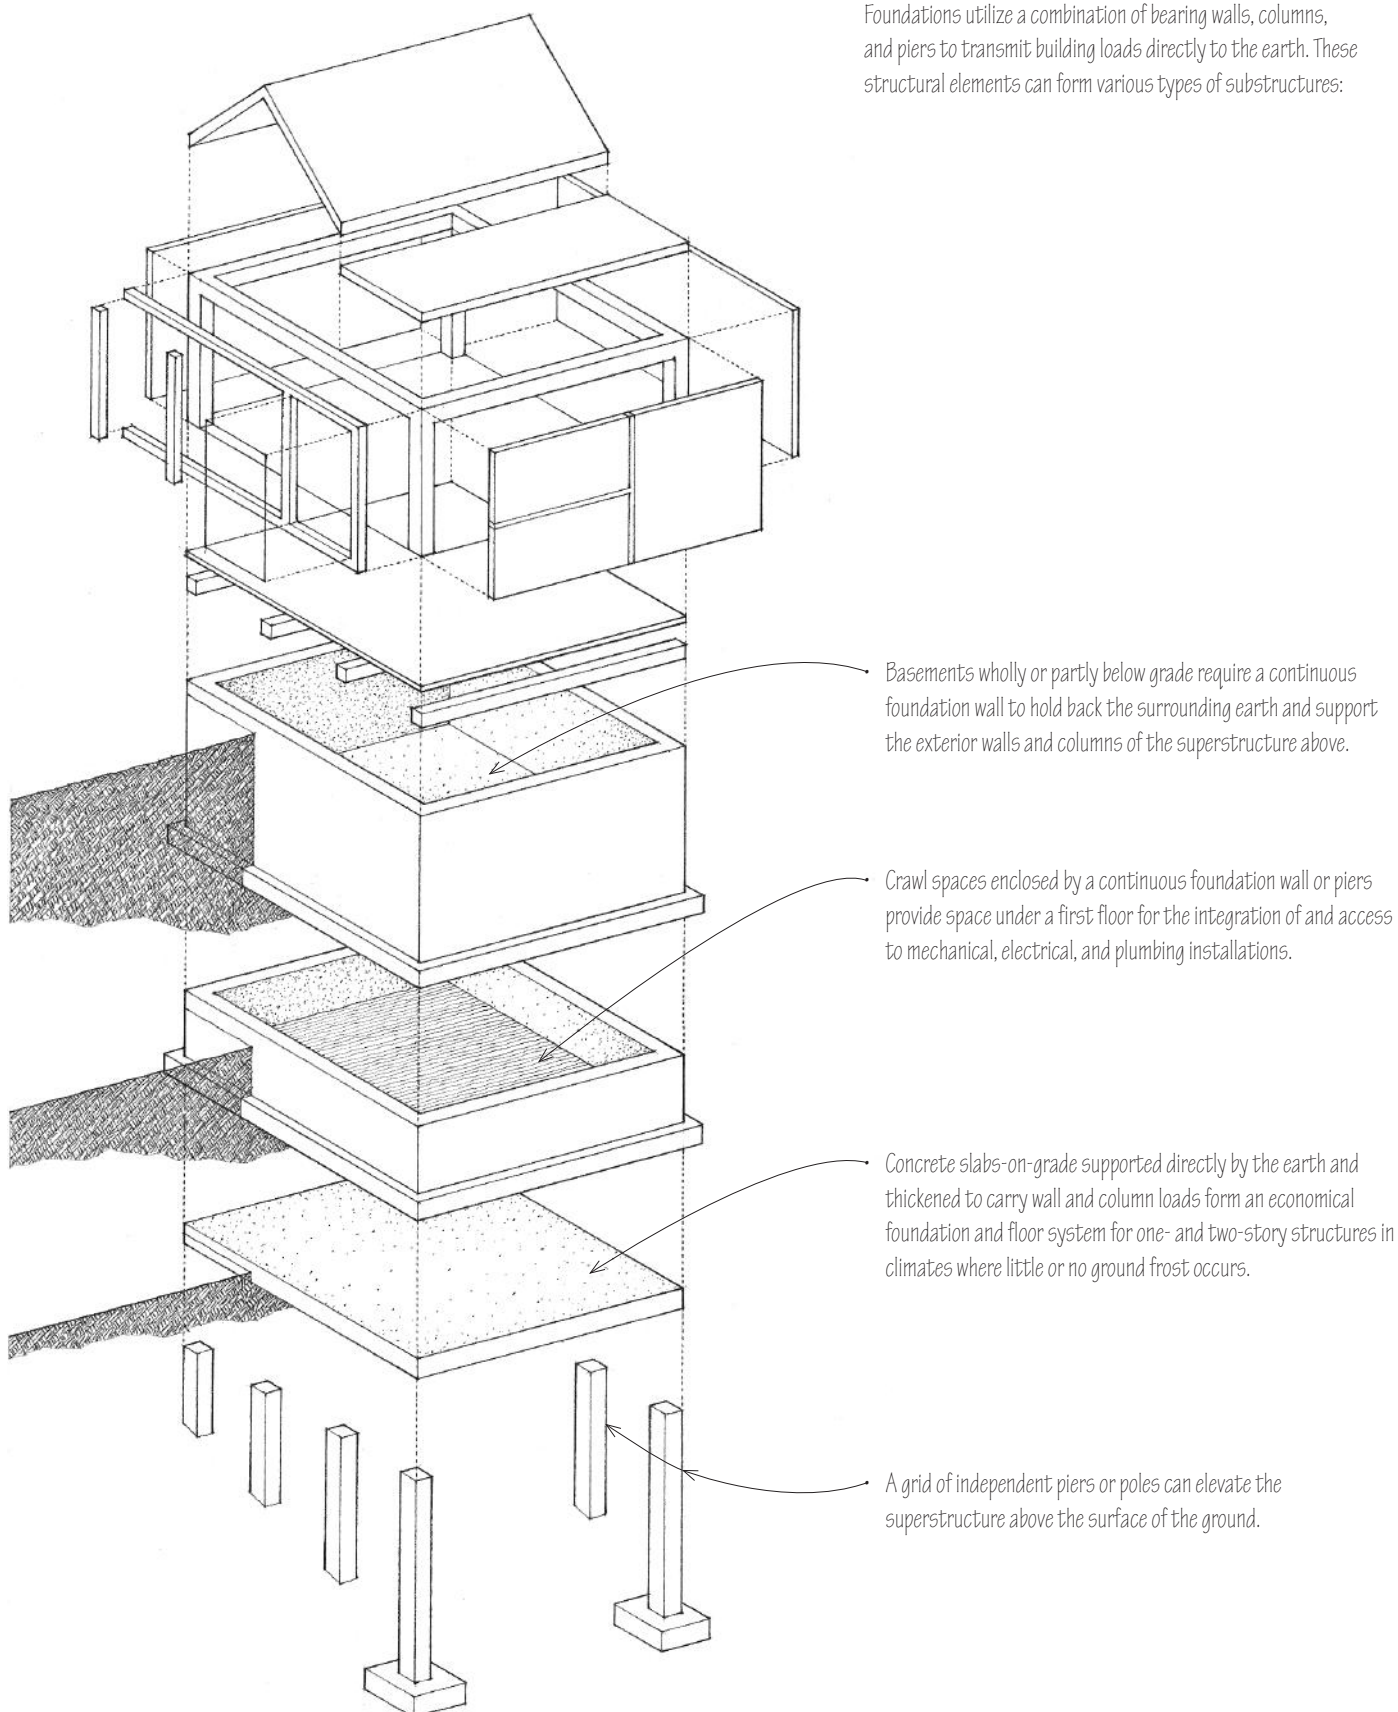 Foundations utilize a combination of bearing walls, columns,
and piers to transmit building loads directly to the earth. These
structural elements can form various types of substructures:
Basements wholly or partly below grade require a continuous
foundation wall to hold back the surrounding earth and support
the exterior walls and columns of the superstructure above.
Crawl spaces enclosed by a continuous foundation wall or piers
provide space under a first floor for the integration of and access
to mechanical, electrical, and plumbing installations.
Concrete slabs-on-grade supported directly by the earth and
thickened to carry wall and column loads form an economical
foundation and floor system for one- and two-story structures in
climates where little or no ground frost occurs.
A grid of independent piers or poles can elevate the
superstructure above the surface of the ground.